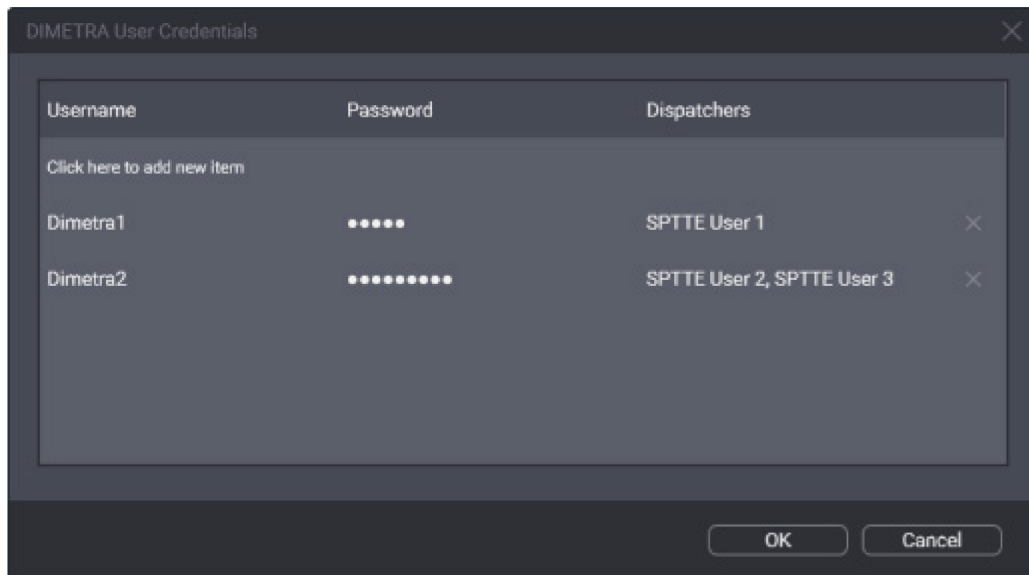 DIMETRA User Credentials
Username Password Dispatchers
Click here to add new item
Dimetra1 ●●●●● SPTTE User 1
Dimetra2 ●●●●●●●●● SPTTE User 2, SPTTE User 3
OK Cancel